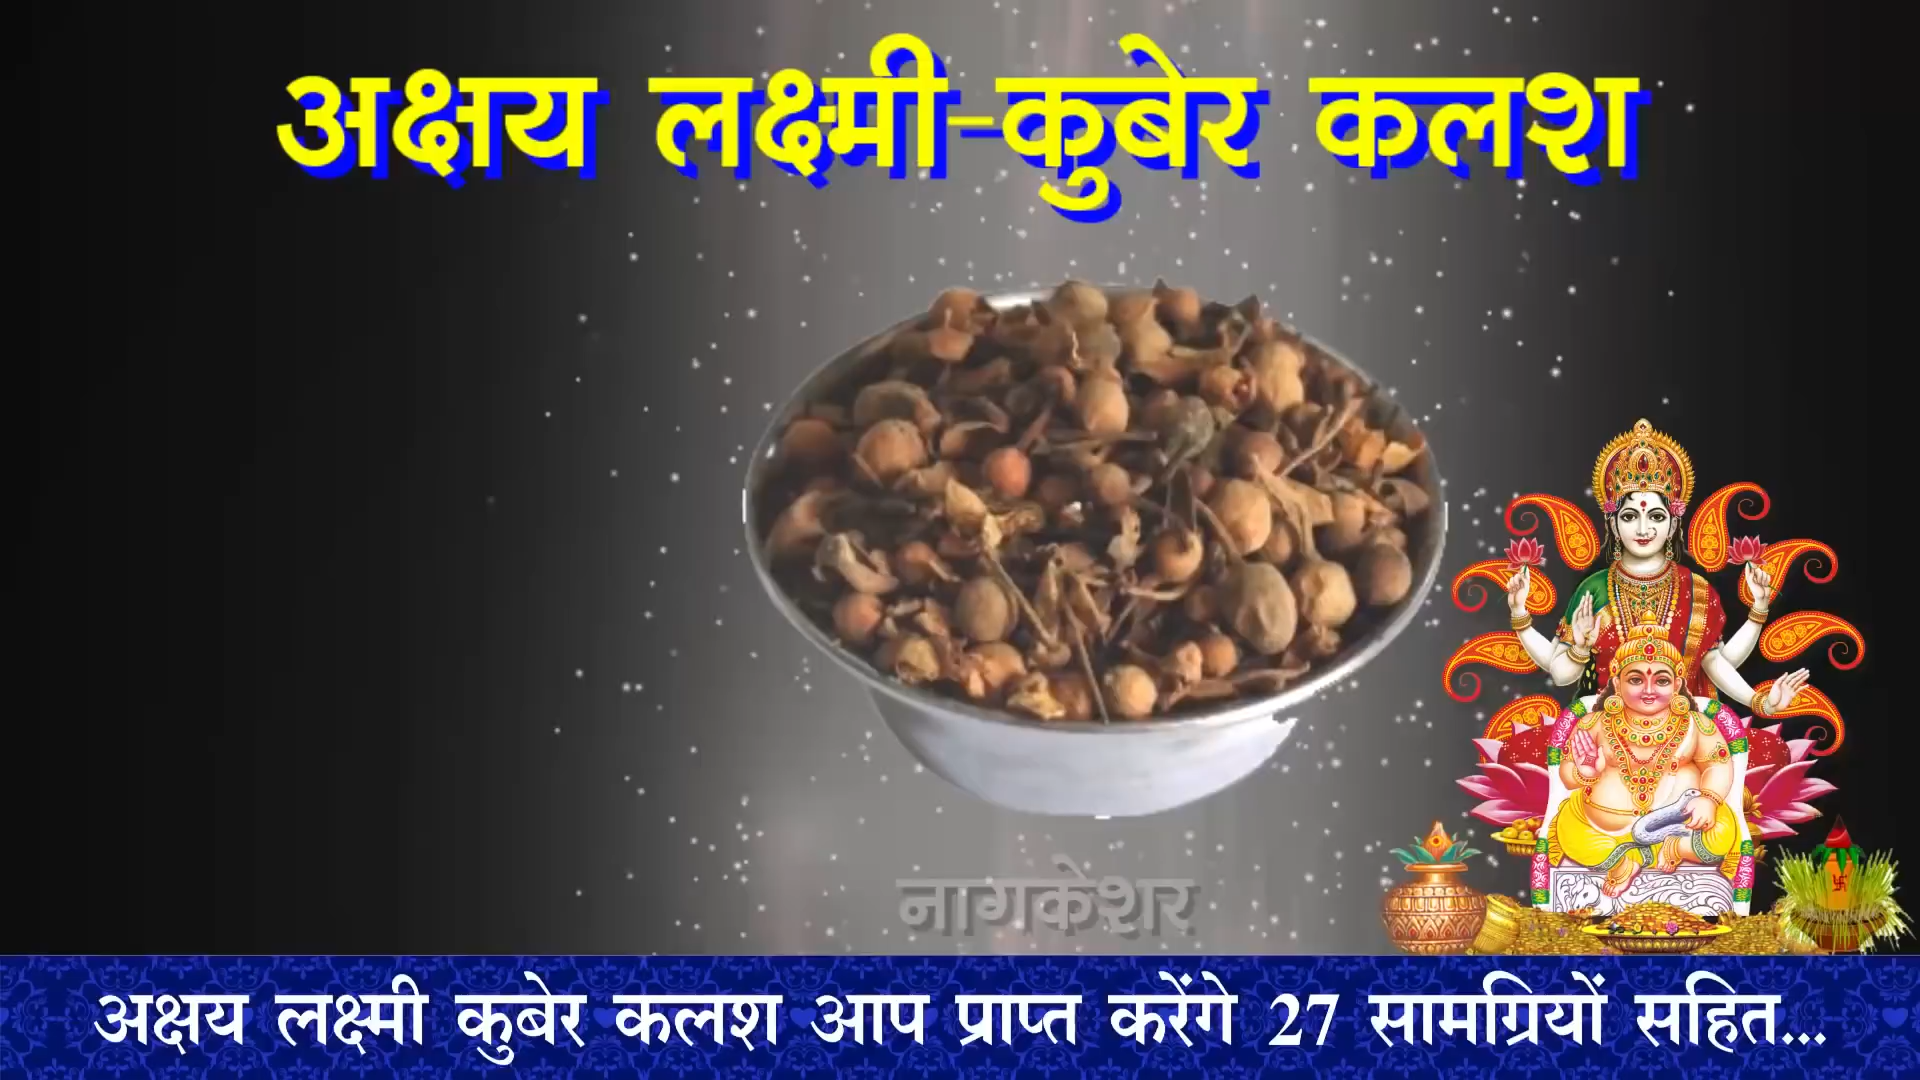 अक्षय लक्ष्मी-कुबेर कलश
नागकेशर
अक्षय लक्ष्मी कुबेर कलश आप प्राप्त करेंगे 27 सामग्रियों सहित...